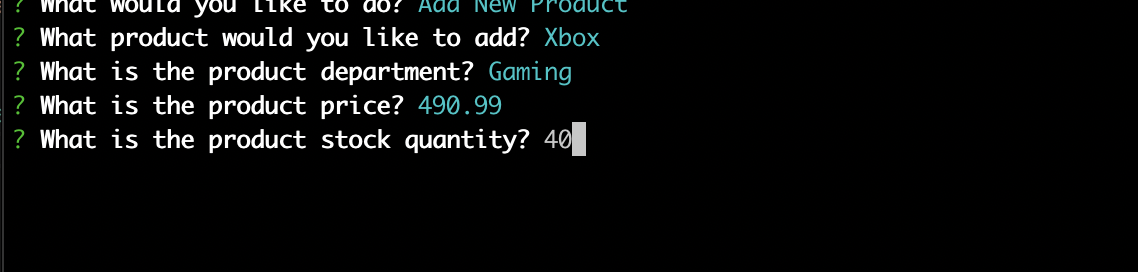 ? What would you like to do? Add New Product
? What product would you like to add? Xbox
? What is the product department? Gaming
? What is the product price? 490.99
? What is the product stock quantity? 40